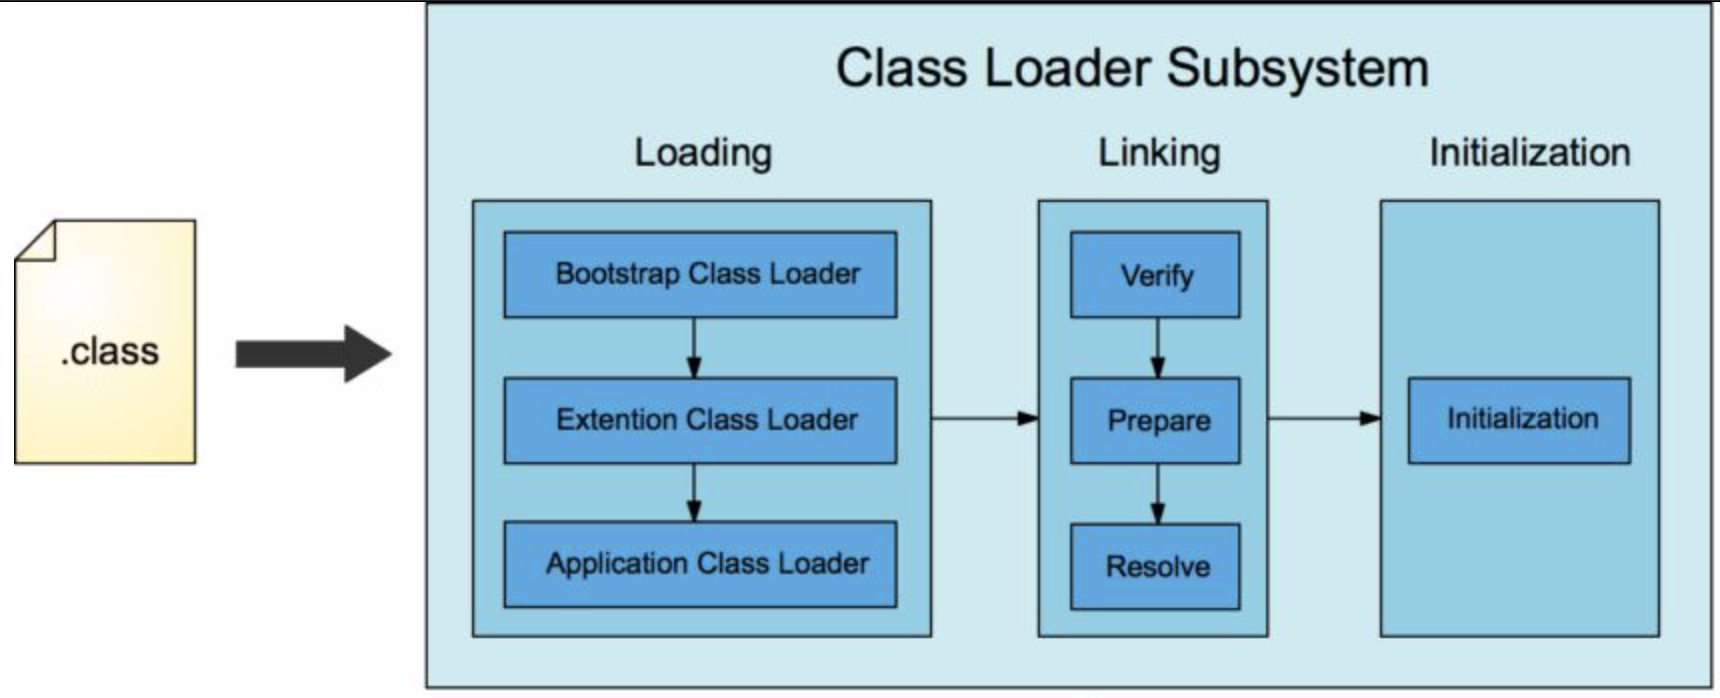 Class Loader Subsystem
Loading
Linking
Initialization
.class
Bootstrap Class Loader
Extention Class Loader
Application Class Loader
Verify
Prepare
Resolve
Initialization